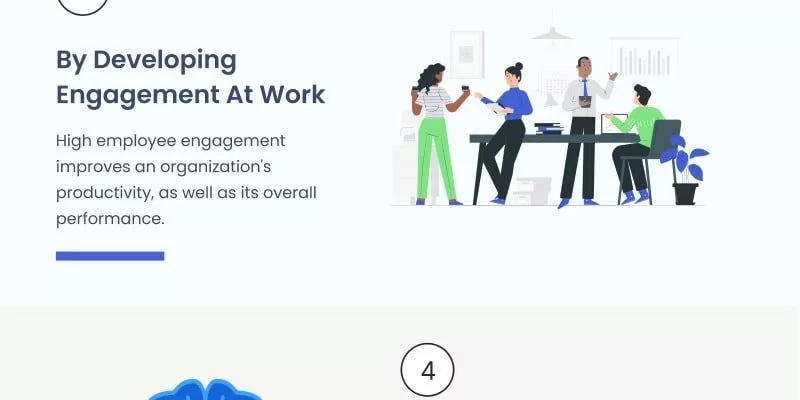 By Developing
Engagement At Work
High employee engagement
improves an organization's
productivity, as well as its overall
performance.
4